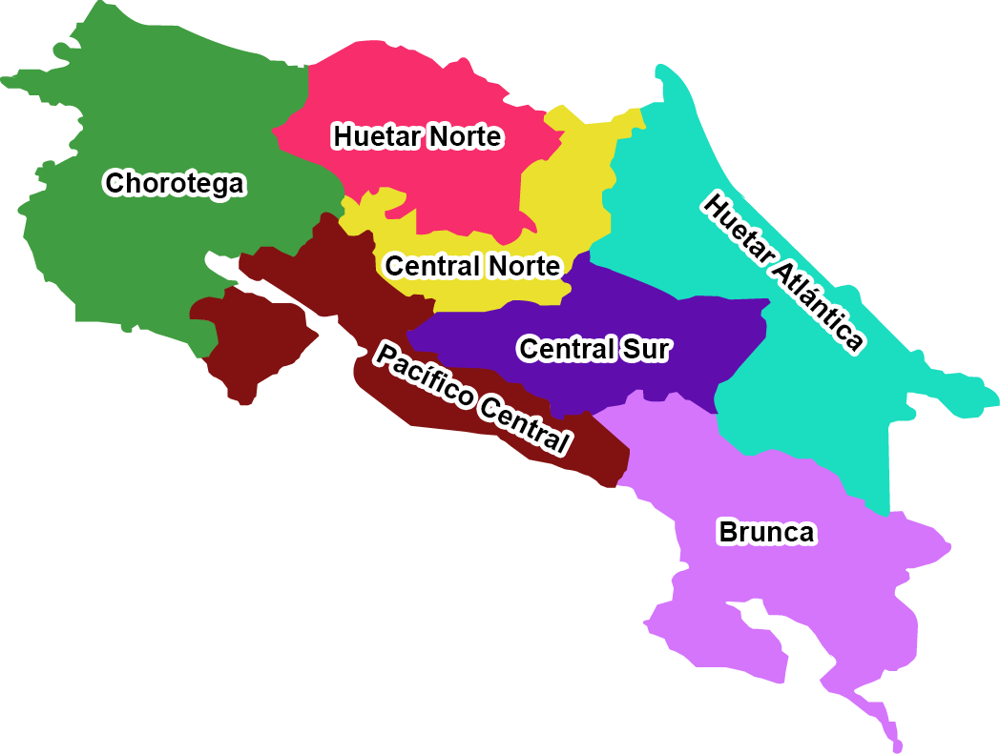 Huetar Norte
Chorotega
Huetar Atlántica
Central Norte
Central Sur
Pacífico Central
Brunca